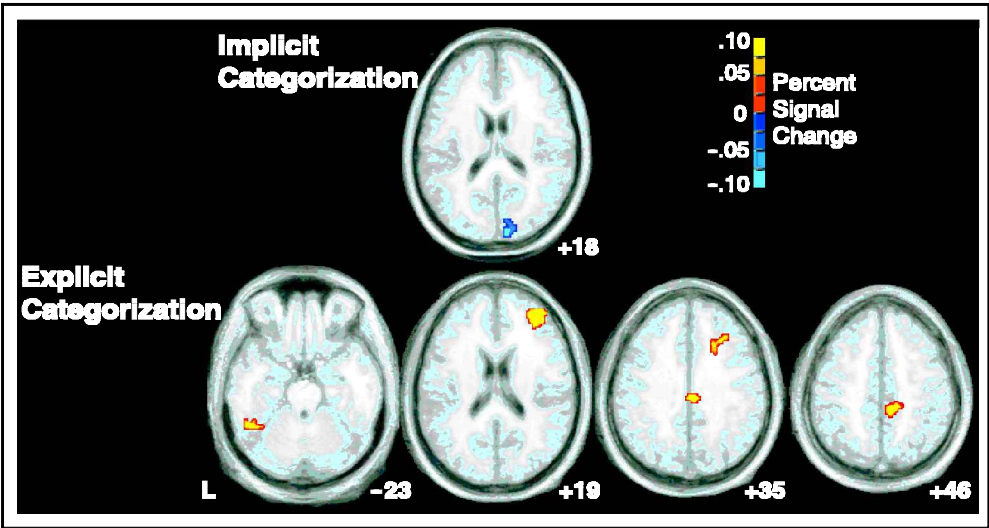 Implicit
Categorization
.10
.05
0
-.05
-.10
Percent
Signal
Change
+18
Explicit
Categorization
L
-23
+19
+35
+46